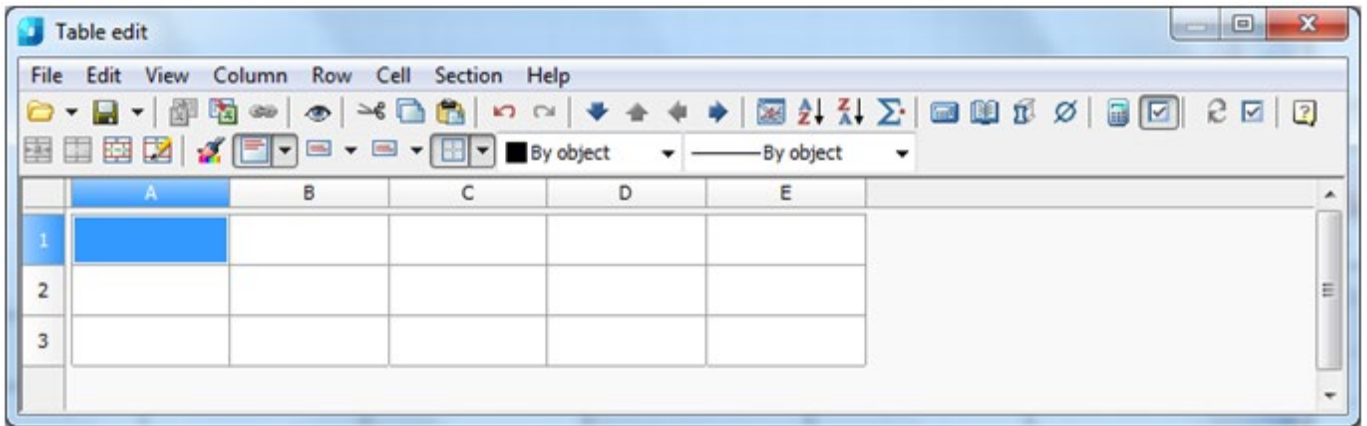 Table edit
File Edit View Column Row Cell Section Help
By object By object
A B C D E
1
2
3